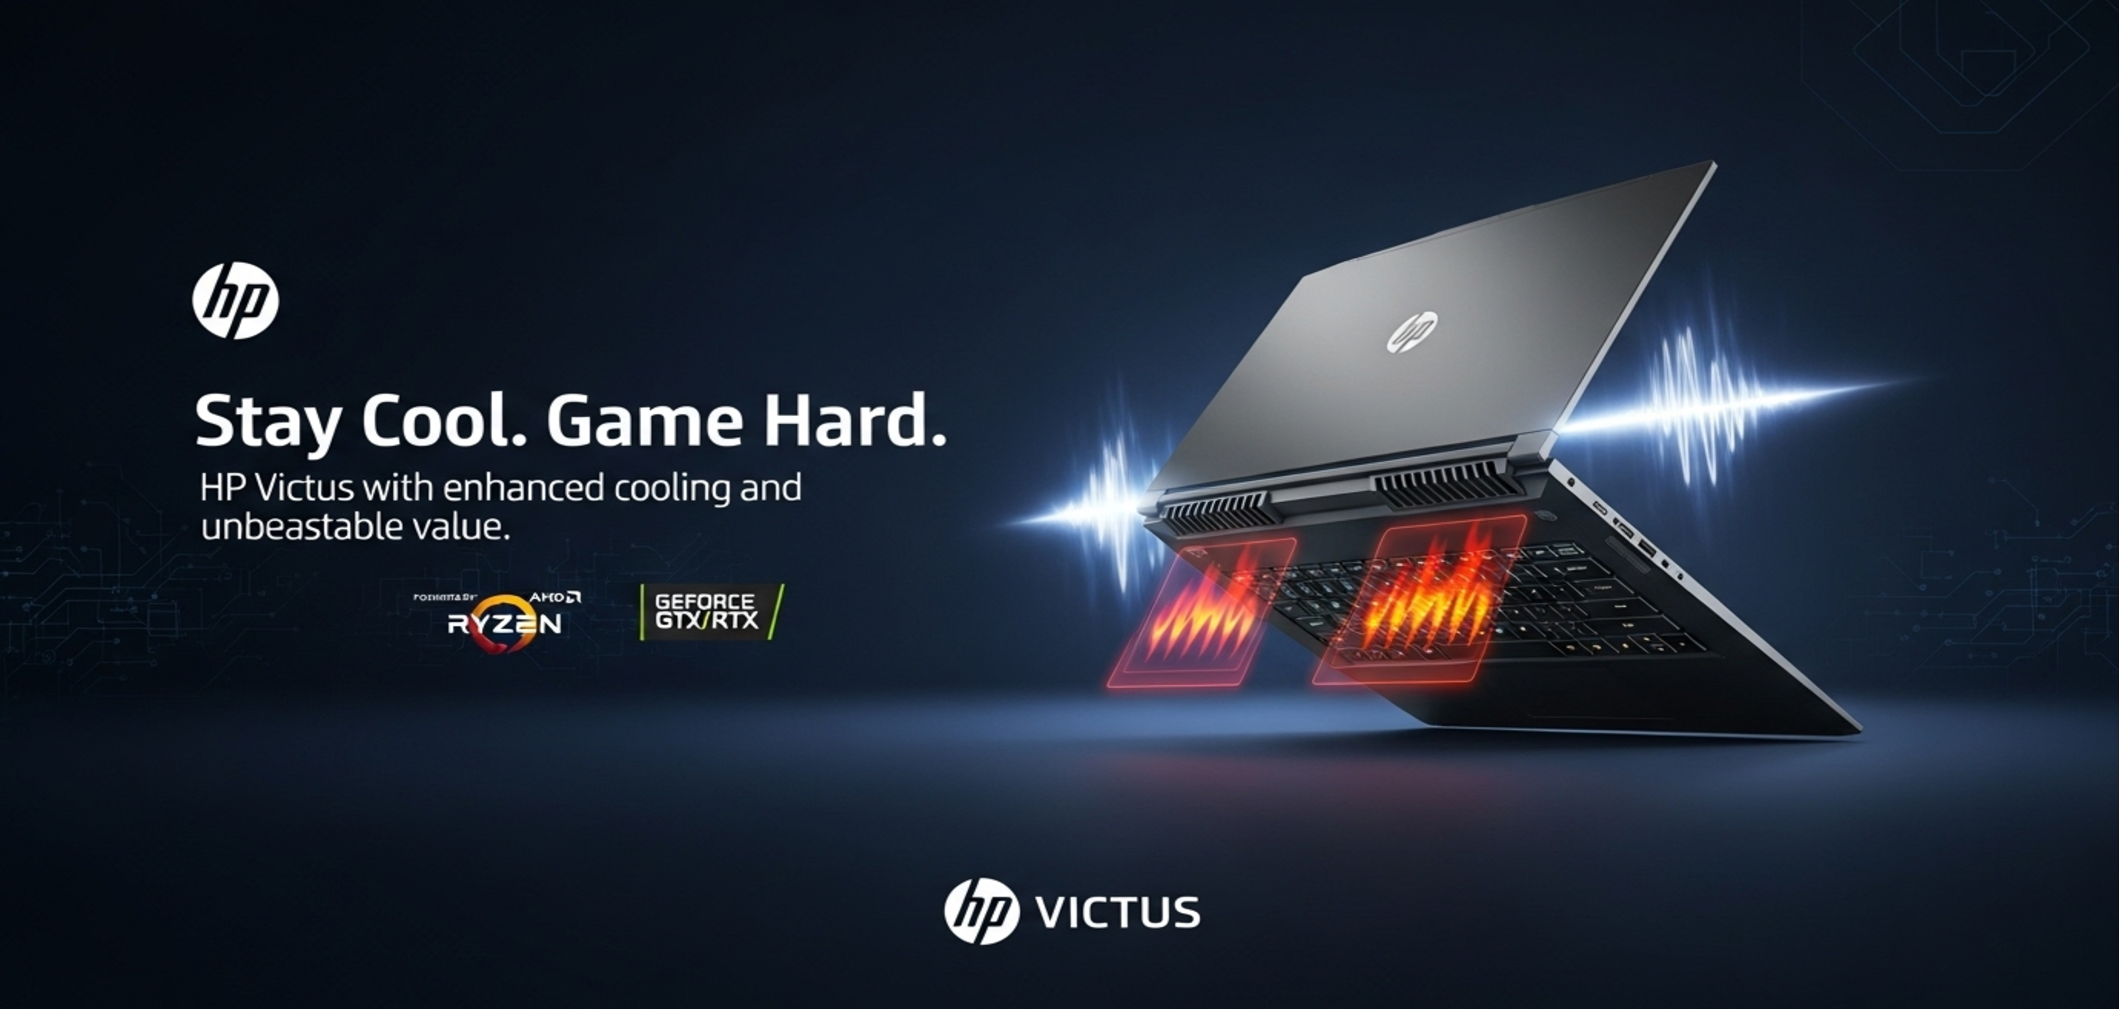 hp
Stay Cool. Game Hard.
HP Victus with enhanced cooling and
unbeastable value.
RYZEN
GEFORCE
GTX/RTX
hp
hp VICTUS